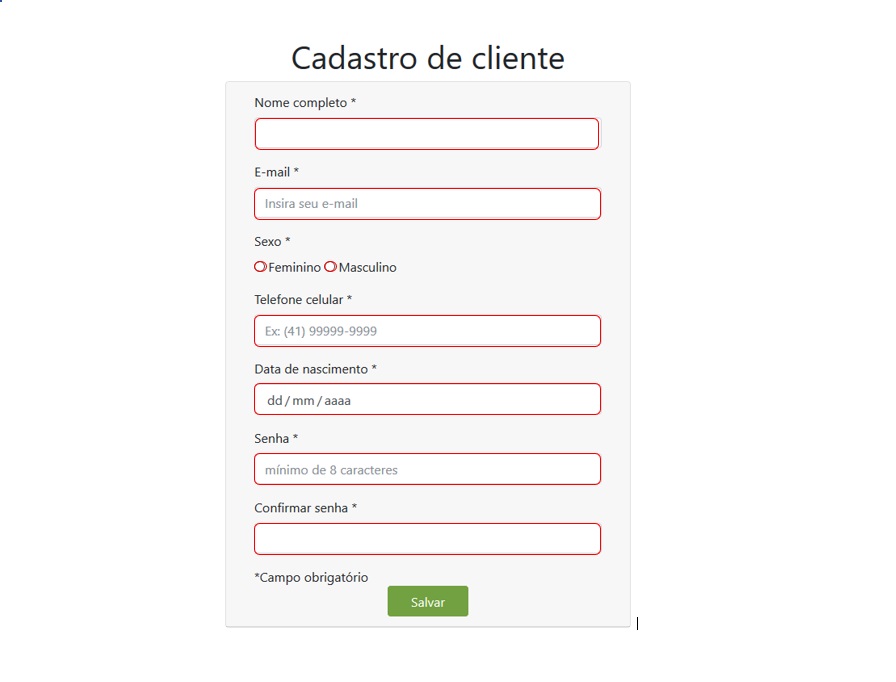 Cadastro de cliente
Nome completo *
E-mail *
Insira seu e-mail
Sexo *
Feminino Masculino
Telefone celular *
Ex: (41) 99999-9999
Data de nascimento *
dd/mm/aaaa
Senha *
mínimo de 8 caracteres
Confirmar senha *
*Campo obrigatório
Salvar